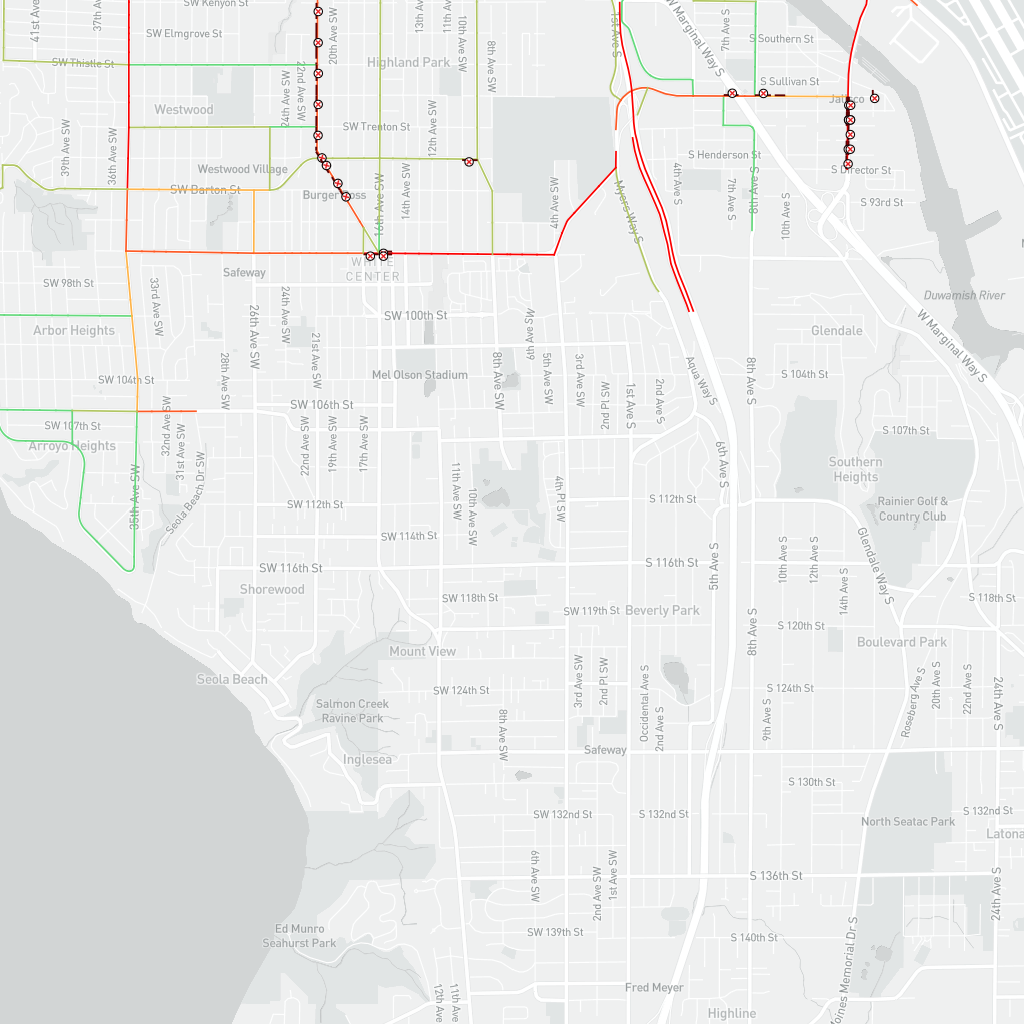 SW Kenyon St
41st Ave
37th Ave
20th Ave SW
13th Ave
11th Ave
10th Ave SW
8th Ave SW
1st Ave S
W Marginal Way S
7th Ave S
SW Elmgrove St
S Southern St
SW Thistle St
Highland Park
22nd Ave SW
24th Ave SW
S Sullivan St
Westwood
SW Trenton St
12th Ave SW
39th Ave SW
36th Ave SW
Westwood Village
S Henderson St
4th Ave S
7th Ave S
8th Ave S
S Director St
SW Barton St
16th Ave SW
14th Ave SW
4th Ave SW
Myers Way S
10th Ave S
S 93rd St
WHITE
CENTER
Safeway
SW 98th St
33rd Ave SW
26th Ave SW
24th Ave SW
SW 100th St
6th Ave SW
Duwamish River
W Marginal Way S
Arbor Heights
21st Ave SW
Glendale
28th Ave SW
SW 104th St
Mel Olson Stadium
8th Ave SW
5th Ave SW
3rd Ave SW
2nd Pl SW
1st Ave S
2nd Ave S
Aqua Way S
8th Ave S
S 104th St
SW 106th St
SW 107th St
32nd Ave SW
31st Ave SW
22nd Ave SW
19th Ave SW
17th Ave SW
S 107th St
Arroyo Heights
6th Ave S
Southern
Heights
35th Ave SW
Seola Beach Dr SW
SW 112th St
11th Ave SW
10th Ave SW
4th Pl SW
S 112th St
Rainier Golf &
Country Club
SW 114th St
SW 116th St
S 116th St
5th Ave S
10th Ave S
12th Ave S
14th Ave S
Glendale Way S
Shorewood
SW 118th St
SW 119th St
Beverly Park
8th Ave S
S 118th St
S 120th St
Boulevard Park
Mount View
Seola Beach
SW 124th St
3rd Ave SW
2nd Pl SW
Occidental Ave S
2nd Ave S
S 124th St
9th Ave S
Roseberg Ave S
20th Ave S
22nd Ave S
24th Ave S
Salmon Creek
Ravine Park
8th Ave SW
Safeway
Inglesea
S 130th St
SW 132nd St
S 132nd St
North Seatac Park
S 132nd St
Latona
6th Ave SW
2nd Ave SW
1st Ave SW
S 136th St
24th Ave S
Ed Munro
Seahurst Park
SW 139th St
S 140th St
Moines Memorial Dr S
Fred Meyer
12th Ave
11th Ave SW
Highline